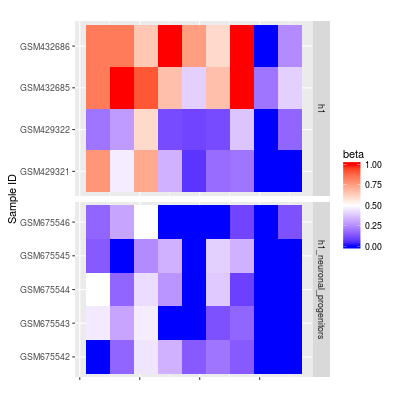 Sample ID
GSM432686
GSM432685
GSM429322
GSM429321
h1
GSM675546
GSM675545
GSM675544
GSM675543
GSM675542
h1_neuronal_progenitors
beta
1.00
0.75
0.50
0.25
0.00